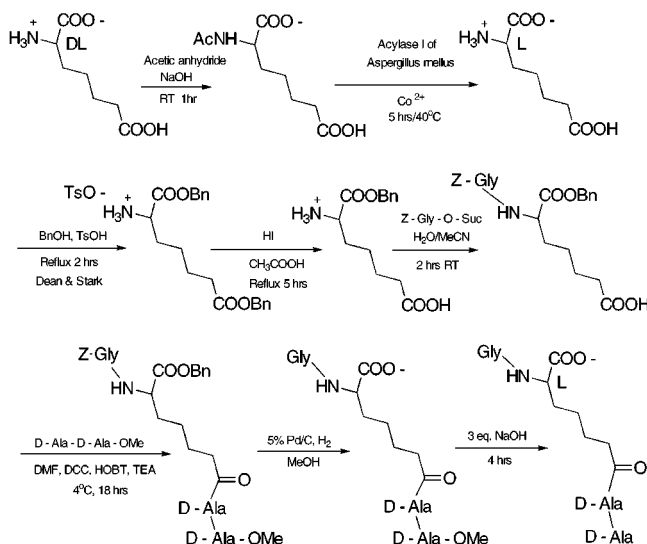 COO -
+
H3N DL
COOH
Acetic anhydride
NaOH
RT 1hr
COO -
AcHN
COOH
Acylase I of
Aspergillus mellus
Co 2+
5 hrs/40°C
COO -
+
H3N L
COOH
BnOH, TsOH
Reflux 2 hrs
Dean & Stark
TsO -
+
H3N
COOBn
COOBn
HI
CH3COOH
Reflux 5 hrs
+
H3N
COOBn
COOH
Z - Gly - O - Suc
H2O/MeCN
2 hrs RT
Z - Gly
HN
COOBn
COOH
D - Ala - D - Ala - OMe
DMF, DCC, HOBT, TEA
4°C, 18 hrs
Z-Gly
HN
COOBn
O
D - Ala
D - Ala - OMe
5% Pd/C, H2
MeOH
Gly
HN
COO -
O
D - Ala
D - Ala - OMe
3 eq. NaOH
4 hrs
Gly
HN L
COO -
O
D - Ala
D - Ala